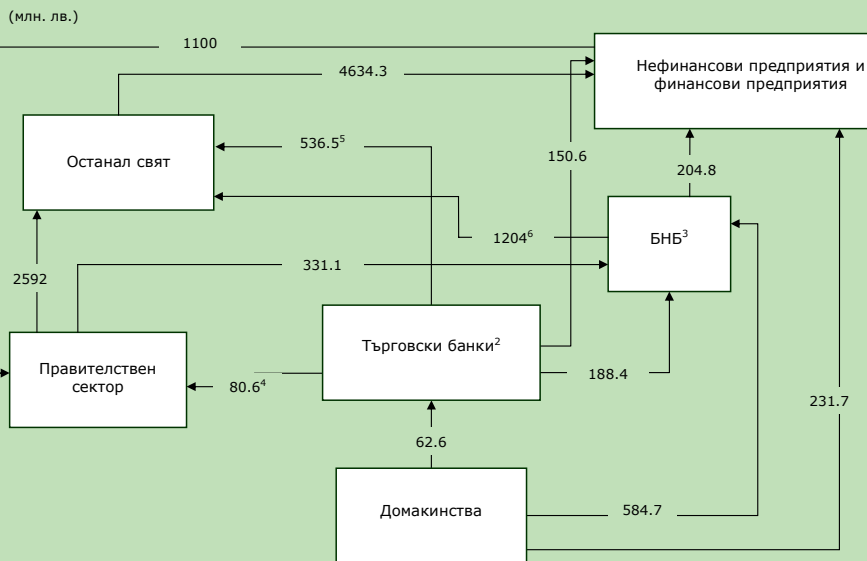 (млн. лв.)
1100
4634.3
Нефинансови предприятия и
финансови предприятия
Останал свят
536.5⁵
150.6
204.8
1204⁶
БНБ³
2592
331.1
Правителствен
сектор
80.6⁴
Търговски банки²
188.4
231.7
62.6
Домакинства
584.7